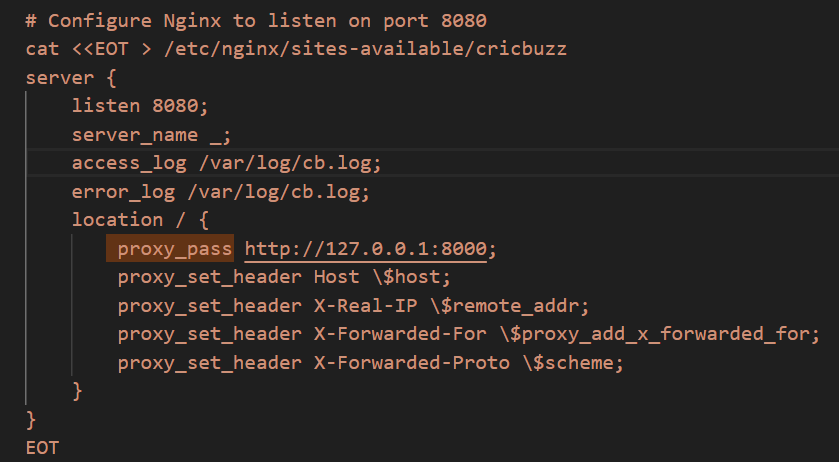 # Configure Nginx to listen on port 8080
cat <<EOT > /etc/nginx/sites-available/cricbuzz
server {
    listen 8080;
    server_name _;
    access_log /var/log/cb.log;
    error_log /var/log/cb.log;
    location / {
        proxy_pass http://127.0.0.1:8000;
        proxy_set_header Host \$host;
        proxy_set_header X-Real-IP \$remote_addr;
        proxy_set_header X-Forwarded-For \$proxy_add_x_forwarded_for;
        proxy_set_header X-Forwarded-Proto \$scheme;
    }
}
EOT